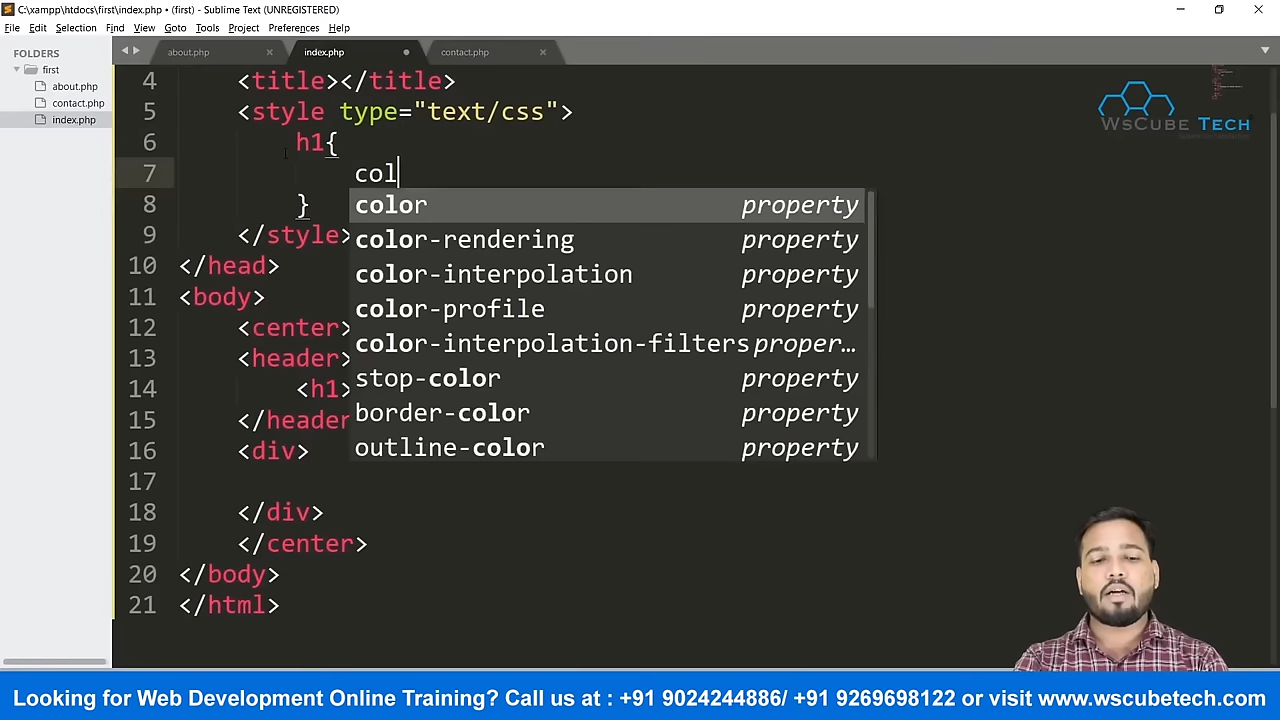 C:\xampp\htdocs\first\index.php • (first) - Sublime Text (UNREGISTERED)
File Edit Selection Find View Goto Tools Project Preferences Help
FOLDERS
first
about.php
contact.php
index.php
about.php
index.php
contact.php
WsCube Tech
4 <title></title>
5 <style type="text/css">
6 h1{
7 col
8 }
9 </style>
10 </head>
11 <body>
12 <center>
13 <header>
14 <h1>
15 </header
16 <div>
17
18 </div>
19 </center>
20 </body>
21 </html>
color property
color-rendering property
color-interpolation property
color-profile property
color-interpolation-filters proper…
stop-color property
border-color property
outline-color property
Looking for Web Development Online Training? Call us at : +91 9024244886/ +91 9269698122 or visit www.wscubetech.com